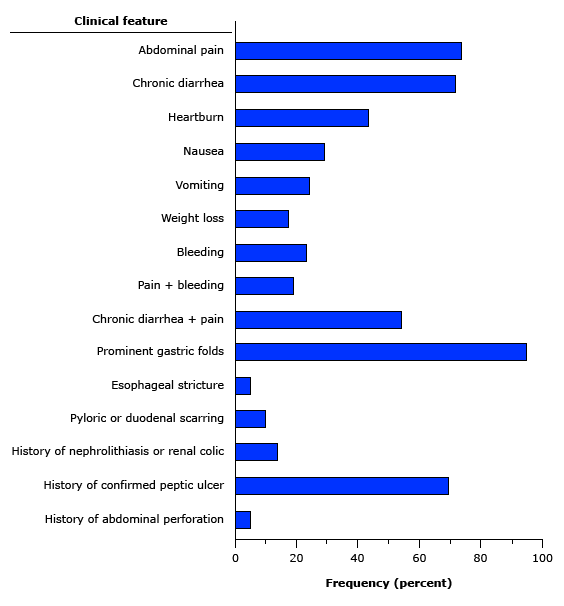 Clinical feature
Abdominal pain
Chronic diarrhea
Heartburn
Nausea
Vomiting
Weight loss
Bleeding
Pain + bleeding
Chronic diarrhea + pain
Prominent gastric folds
Esophageal stricture
Pyloric or duodenal scarring
History of nephrolithiasis or renal colic
History of confirmed peptic ulcer
History of abdominal perforation
0 20 40 60 80 100
Frequency (percent)